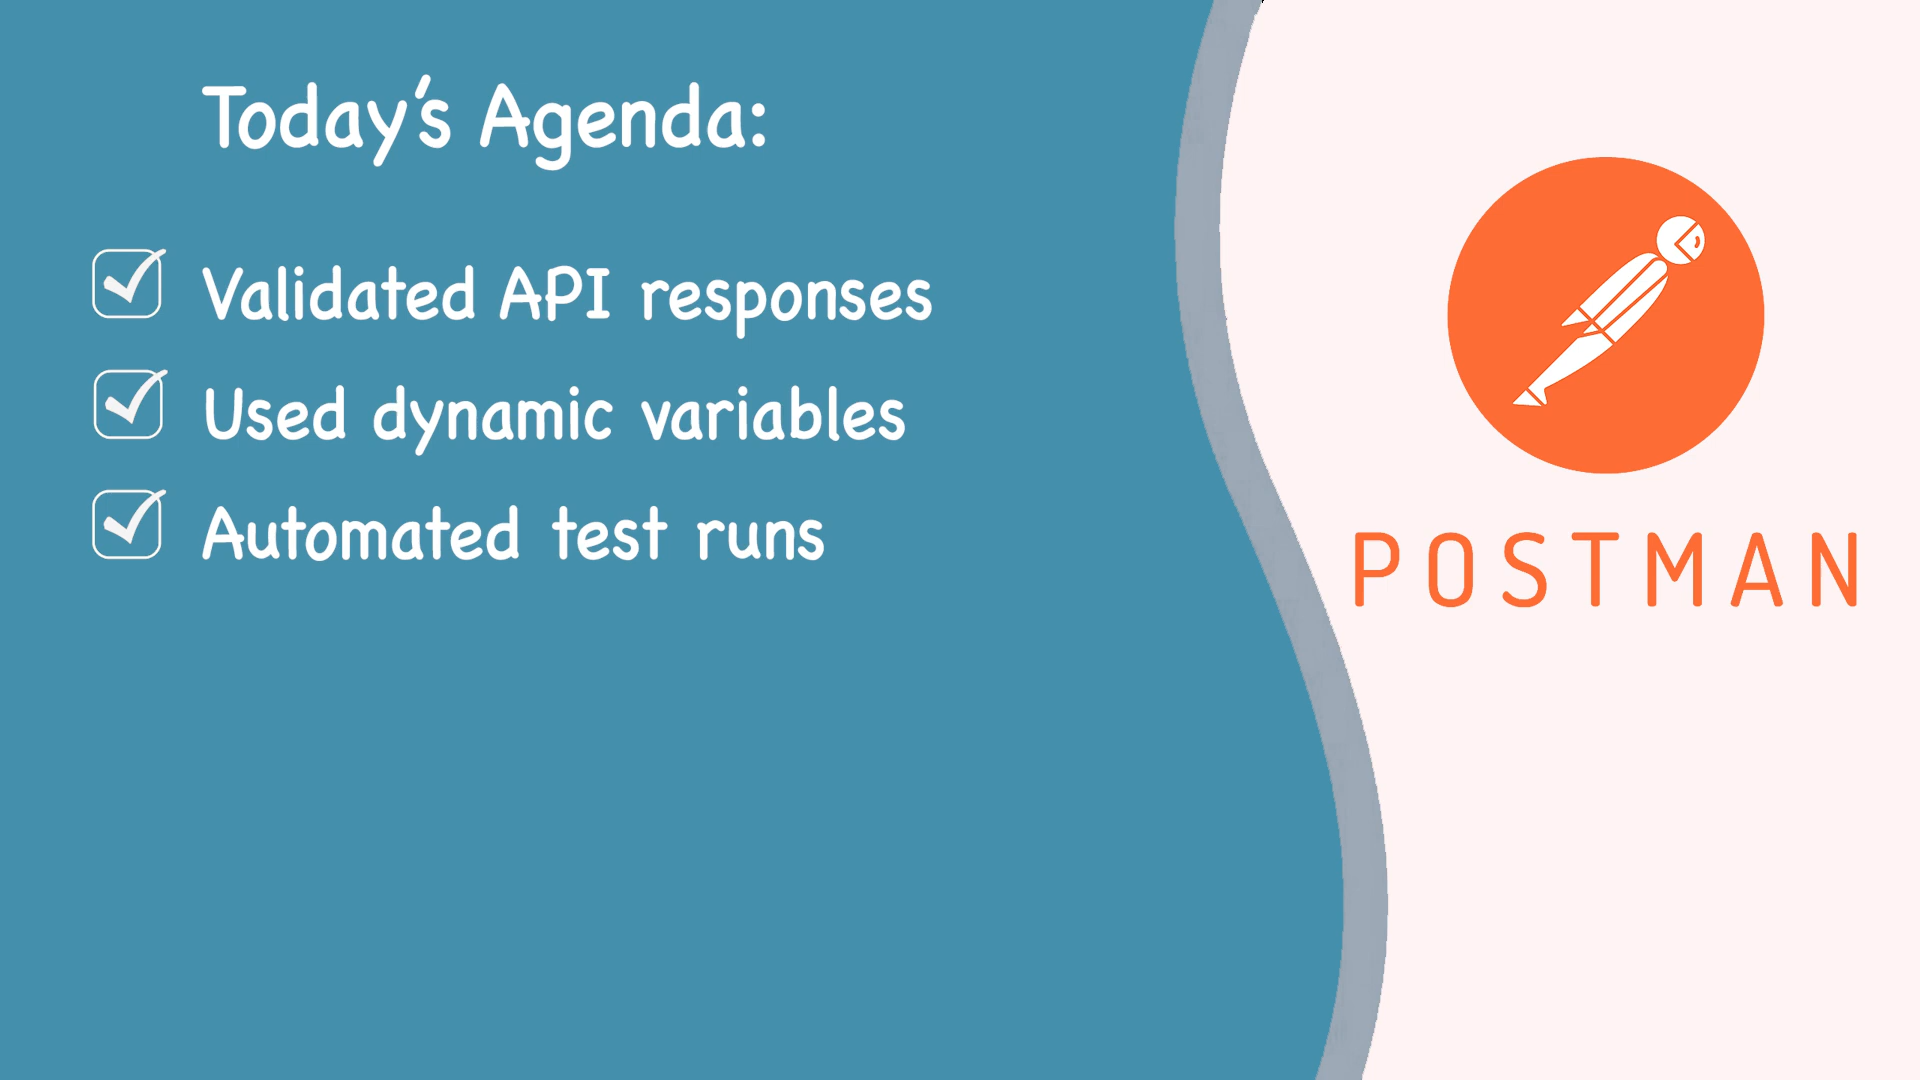 Today's Agenda:
Validated API responses
Used dynamic variables
Automated test runs
POSTMAN